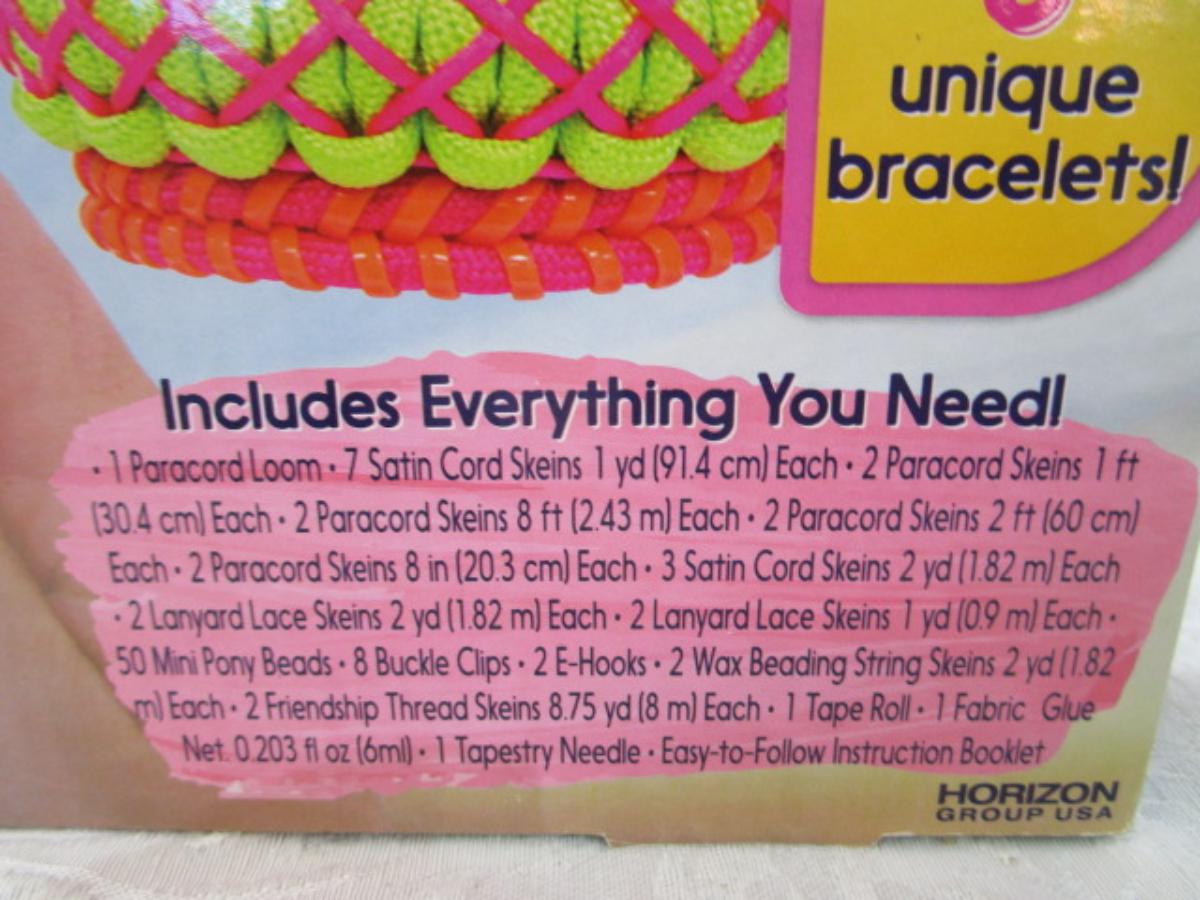 unique
bracelets!
Includes Everything You Need!
• 1 Paracord Loom • 7 Satin Cord Skeins 1 yd (91.4 cm) Each • 2 Paracord Skeins 1 ft
(30.4 cm) Each • 2 Paracord Skeins 8 ft (2.43 m) Each • 2 Paracord Skeins 2 ft (60 cm)
Each • 2 Paracord Skeins 8 in (20.3 cm) Each • 3 Satin Cord Skeins 2 yd (1.82 m) Each
• 2 Lanyard Lace Skeins 2 yd (1.82 m) Each • 2 Lanyard Lace Skeins 1 yd (0.9 m) Each •
50 Mini Pony Beads • 8 Buckle Clips • 2 E-Hooks • 2 Wax Beading String Skeins 2 yd (1.82
m) Each • 2 Friendship Thread Skeins 8.75 yd (8 m) Each • 1 Tape Roll • 1 Fabric Glue
Net. 0.203 fl oz (6ml) • 1 Tapestry Needle • Easy-to-Follow Instruction Booklet
HORIZON
GROUP USA